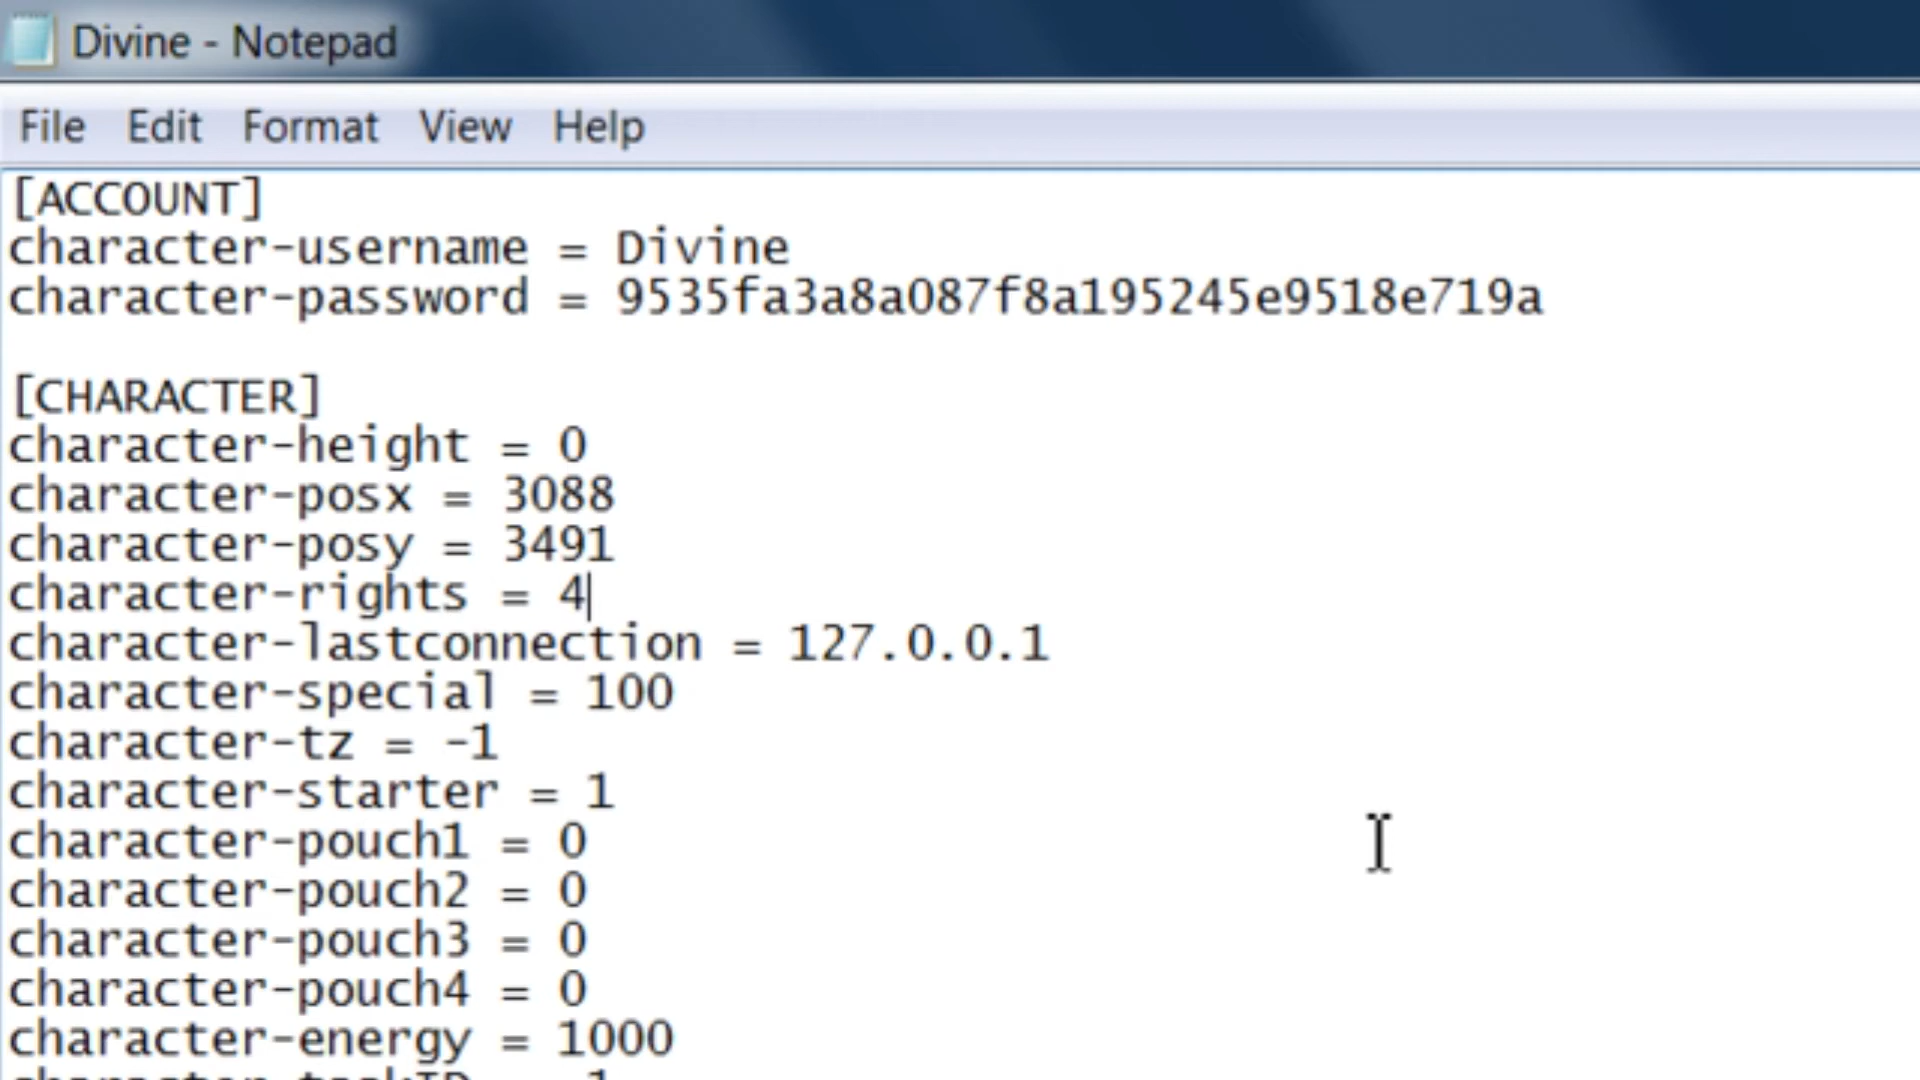 Divine - Notepad
File Edit Format View Help
[ACCOUNT]
character-username = Divine
character-password = 9535fa3a8a087f8a195245e9518e719a
[CHARACTER]
character-height = 0
character-posx = 3088
character-posy = 3491
character-rights = 4
character-lastconnection = 127.0.0.1
character-special = 100
character-tz = -1
character-starter = 1
character-pouch1 = 0
character-pouch2 = 0
character-pouch3 = 0
character-pouch4 = 0
character-energy = 1000